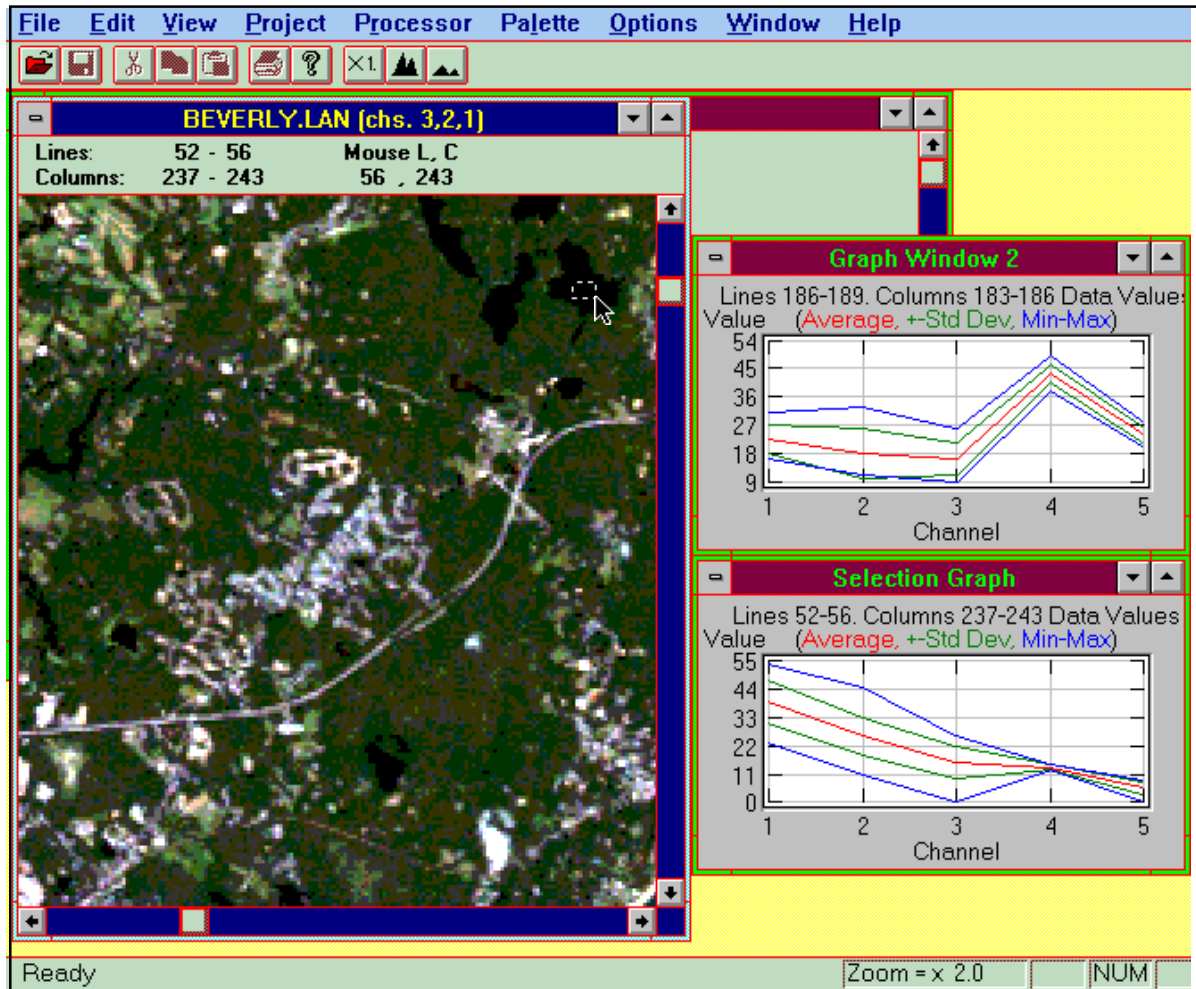 File Edit View Project Processor Palette Options Window Help
×1.
BEVERLY.LAN (chs. 3,2,1)
Lines: 52 - 56 Mouse L, C
Columns: 237 - 243 56 , 243
Graph Window 2
Lines 186-189. Columns 183-186 Data Values
Value (Average, +-Std Dev, Min-Max)
54
45
36
27
18
9
1 2 3 4 5
Channel
Selection Graph
Lines 52-56. Columns 237-243 Data Values
Value (Average, +-Std Dev, Min-Max)
55
44
33
22
11
0
1 2 3 4 5
Channel
Ready Zoom = x 2.0 NUM